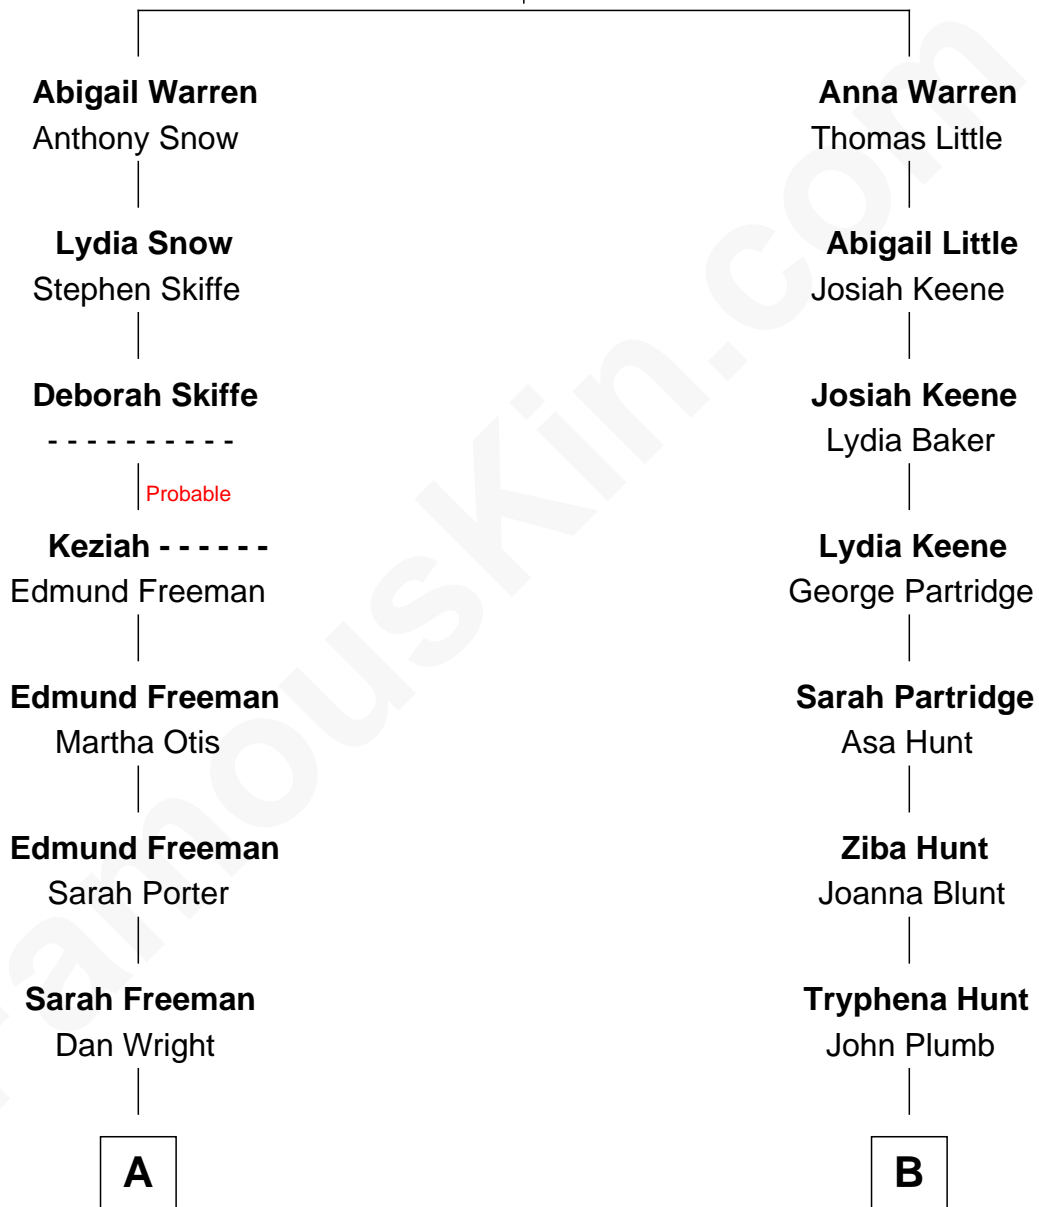 Abigail Warren
Anthony Snow
Lydia Snow
Stephen Skiffe
Deborah Skiffe
- - - - - - - - - -
Probable
Keziah - - - - - -
Edmund Freeman
Edmund Freeman
Martha Otis
Edmund Freeman
Sarah Porter
Sarah Freeman
Dan Wright
A
Anna Warren
Thomas Little
Abigail Little
Josiah Keene
Josiah Keene
Lydia Baker
Lydia Keene
George Partridge
Sarah Partridge
Asa Hunt
Ziba Hunt
Joanna Blunt
Tryphena Hunt
John Plumb
B
FamousKin.com